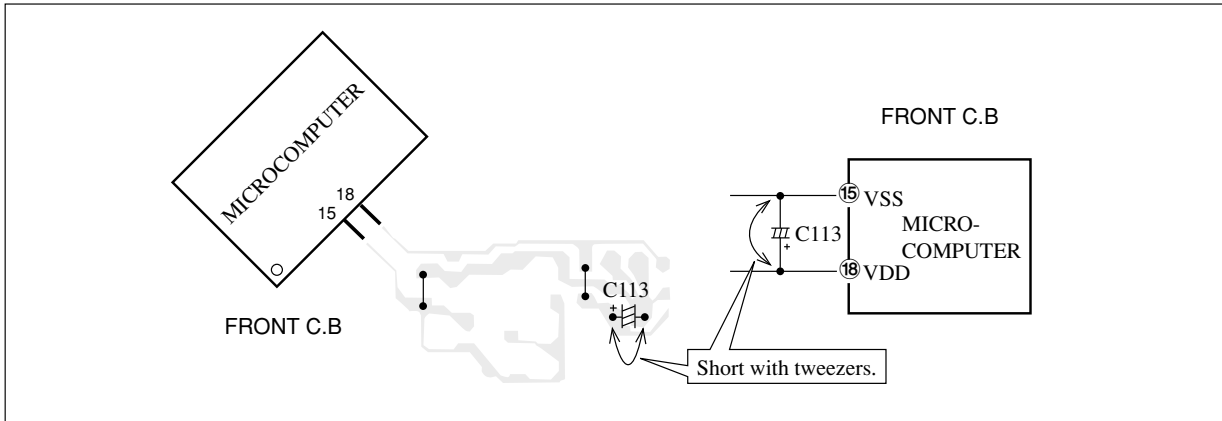 MICROCOMPUTER
18
15
FRONT C.B
C113
+
Short with tweezers.
FRONT C.B
15 VSS
C113
+
MICRO-
COMPUTER
18 VDD